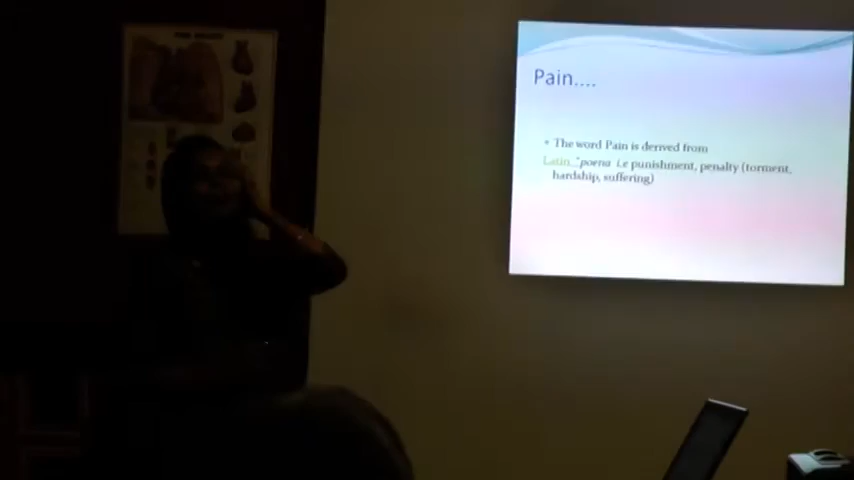 Pain....
• The word Pain is derived from
Latin "poena i.e punishment, penalty (torment,
hardship, suffering)